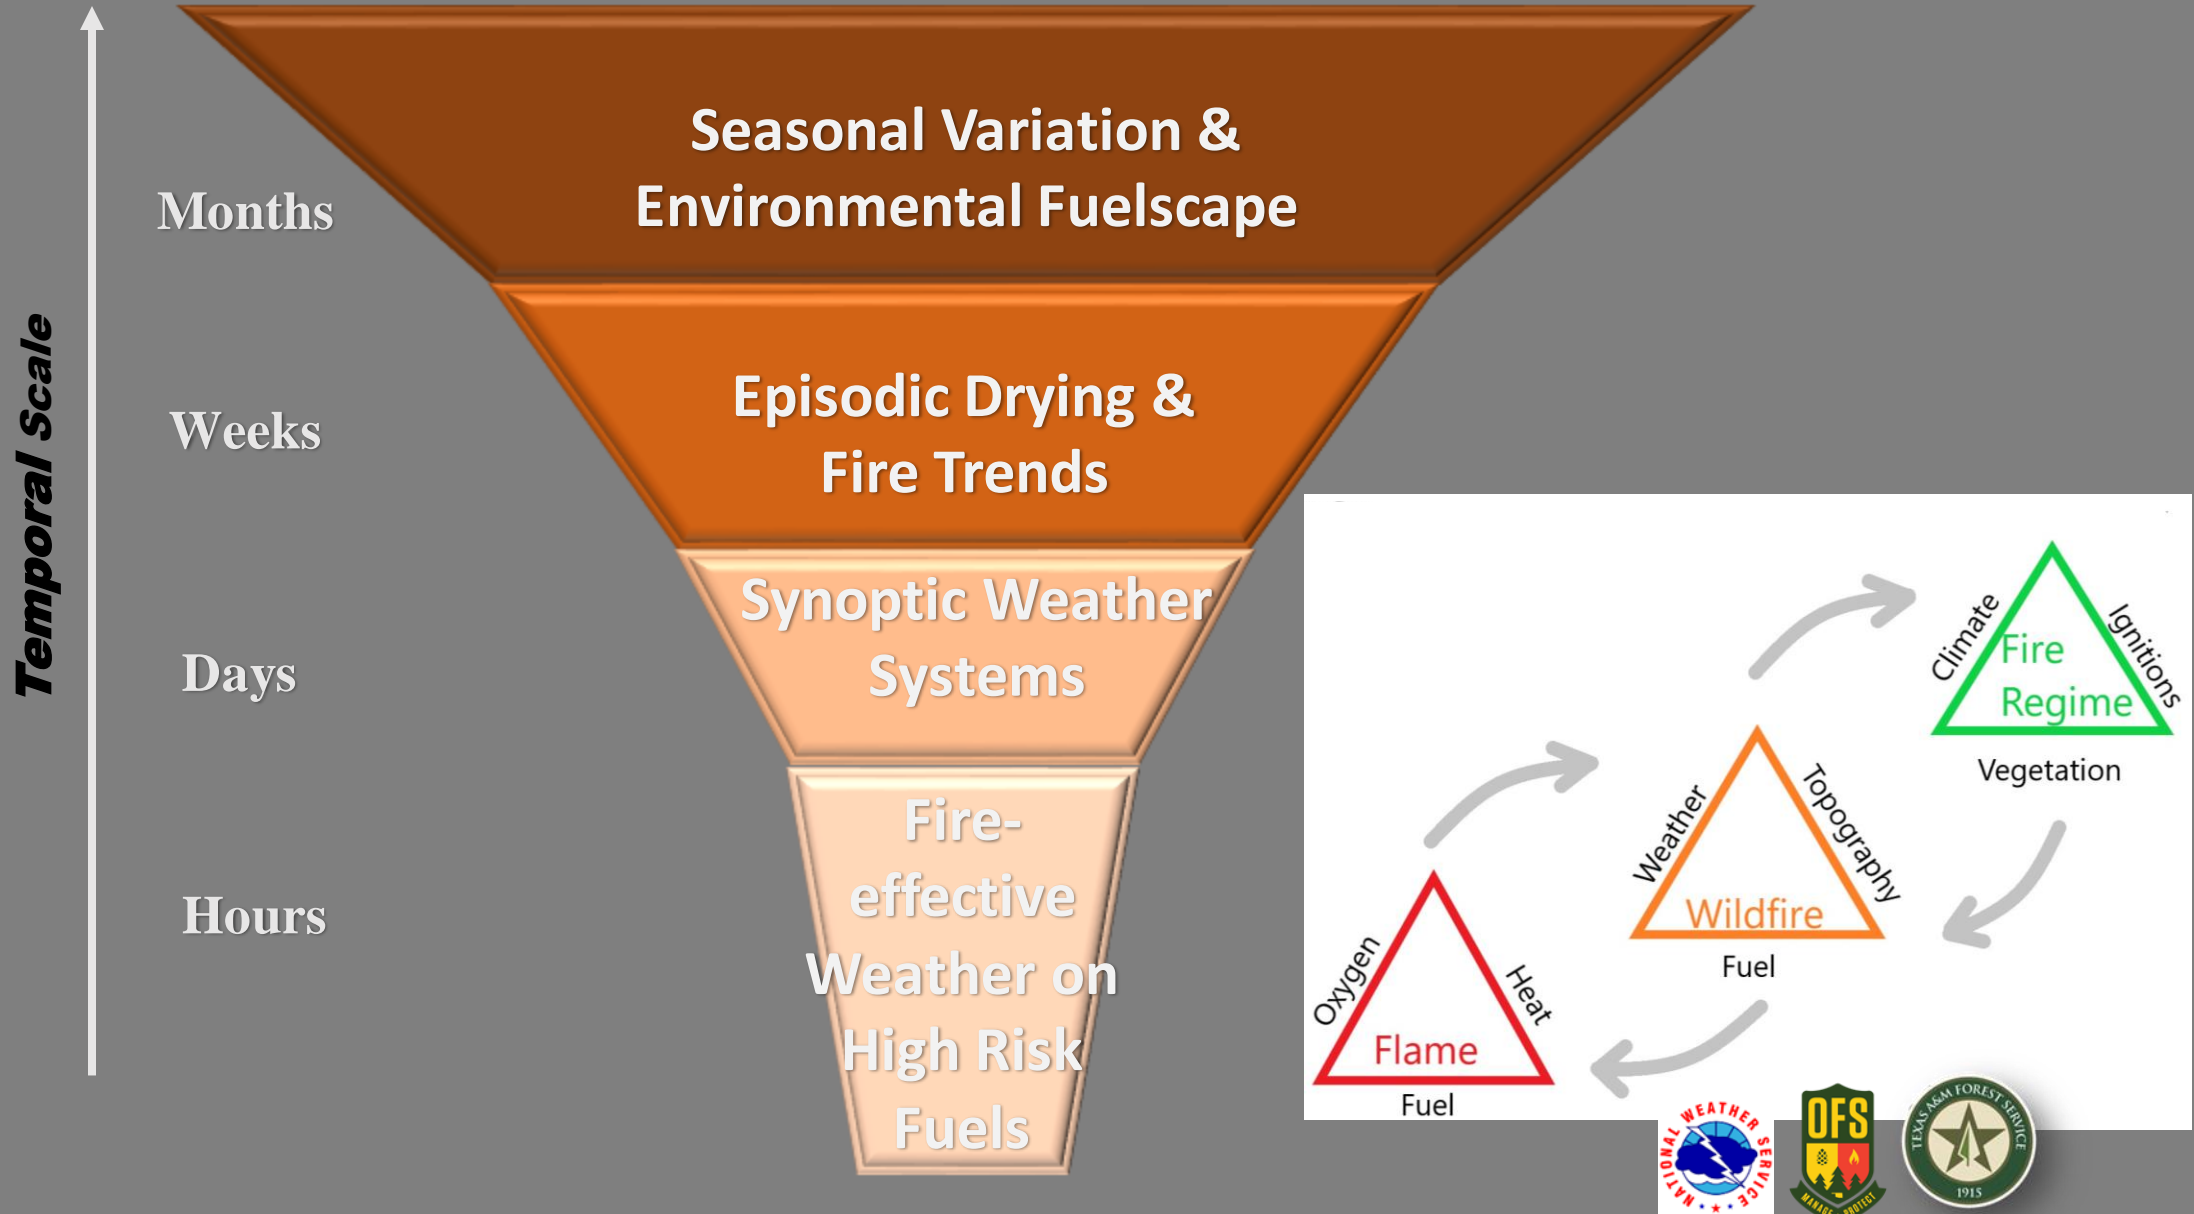 Temporal Scale
Months
Weeks
Days
Hours
Seasonal Variation &
Environmental Fuelscape
Episodic Drying &
Fire Trends
Synoptic Weather
Systems
Fire-
effective
Weather on
High Risk
Fuels
Climate
Ignitions
Fire
Regime
Vegetation
Weather
Topography
Wildfire
Fuel
Oxygen
Heat
Flame
Fuel
NATIONAL WEATHER SERVICE
OFS
MANAGE PROTECT
TEXAS A&M FOREST SERVICE
1915